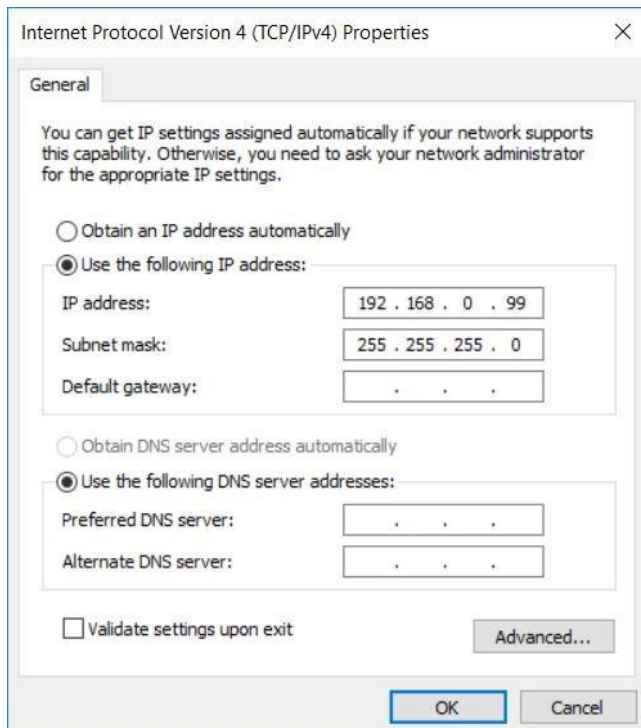 Internet Protocol Version 4 (TCP/IPv4) Properties
General
You can get IP settings assigned automatically if your network supports
this capability. Otherwise, you need to ask your network administrator
for the appropriate IP settings.
Obtain an IP address automatically
Use the following IP address:
IP address: 192 . 168 . 0 . 99
Subnet mask: 255 . 255 . 255 . 0
Default gateway: . . .
Obtain DNS server address automatically
Use the following DNS server addresses:
Preferred DNS server: . . .
Alternate DNS server: . . .
Validate settings upon exit
Advanced...
OK Cancel